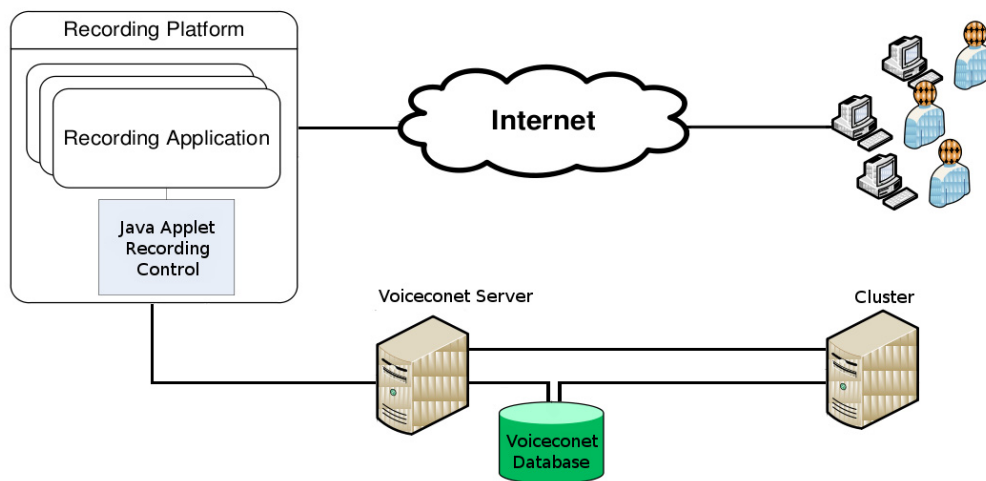 Recording Platform
Recording Application
Java Applet
Recording
Control
Internet
Voiceconet Server
Cluster
Voiceconet
Database